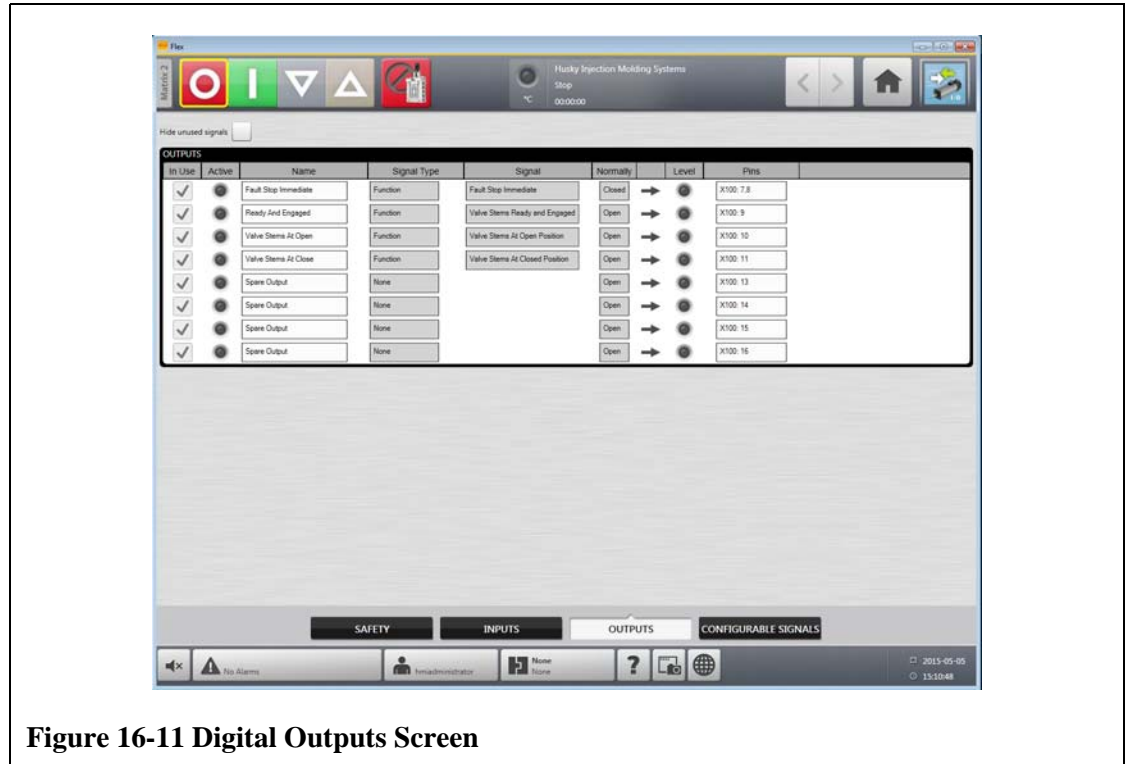 Flex
Matrix 2
Husky Injection Molding Systems
Stop
°C 00:00:00
Hide unused signals
OUTPUTS
In Use Active Name Signal Type Signal Normally Level Pins
Fault Stop Immediate Function Fault Stop Immediate Closed X100: 7,8
Ready And Engaged Function Valve Stems Ready and Engaged Open X100: 9
Valve Stems At Open Function Valve Stems At Open Position Open X100: 10
Valve Stems At Close Function Valve Stems At Closed Position Open X100: 11
Spare Output None Open X100: 13
Spare Output None Open X100: 14
Spare Output None Open X100: 15
Spare Output None Open X100: 16
SAFETY INPUTS OUTPUTS CONFIGURABLE SIGNALS
No Alarms hmiadministrator None
None
? 2015-05-05
15:10:48
Figure 16-11 Digital Outputs Screen